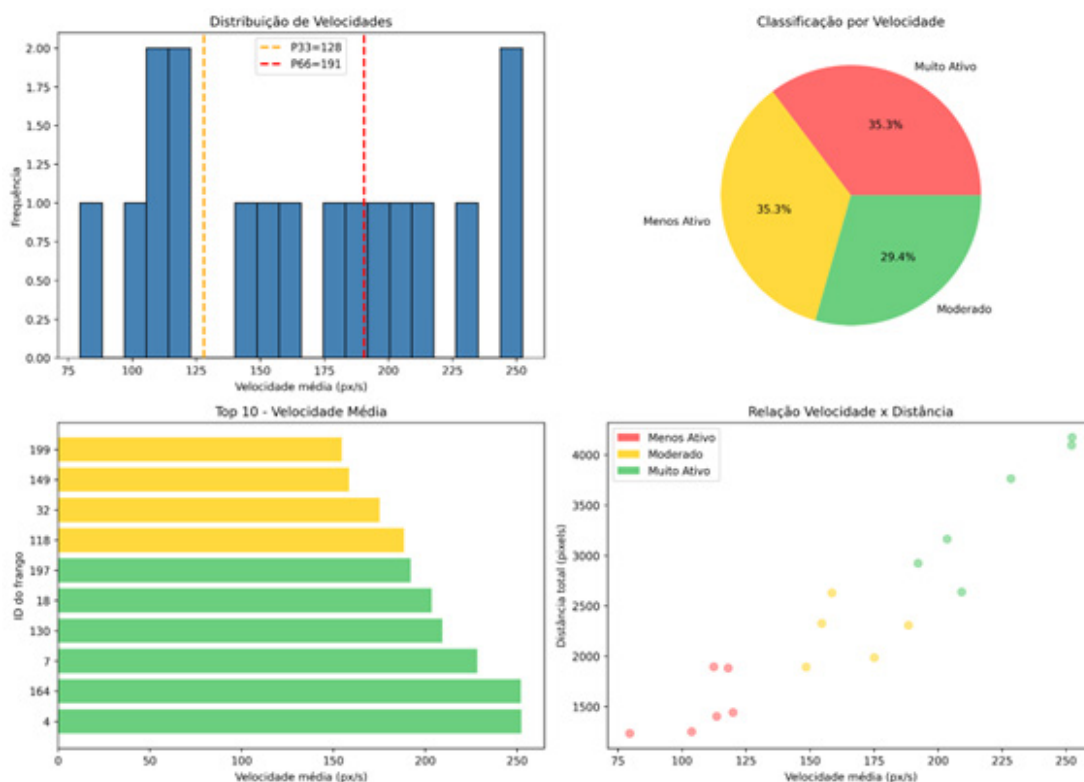 Distribuição de Velocidades
P33=128
P66=191
Frequência
2.00
1.75
1.50
1.25
1.00
0.75
0.50
0.25
0.00
75 100 125 150 175 200 225 250
Velocidade média (px/s)
Classificação por Velocidade
Muito Ativo
35.3%
Menos Ativo
35.3%
29.4%
Moderado
Top 10 - Velocidade Média
ID do frango
199
149
32
118
197
18
130
7
164
4
0 50 100 150 200 250
Velocidade média (px/s)
Relação Velocidade x Distância
Menos Ativo
Moderado
Muito Ativo
Distância total (pixels)
4000
3500
3000
2500
2000
1500
75 100 125 150 175 200 225 250
Velocidade média (px/s)